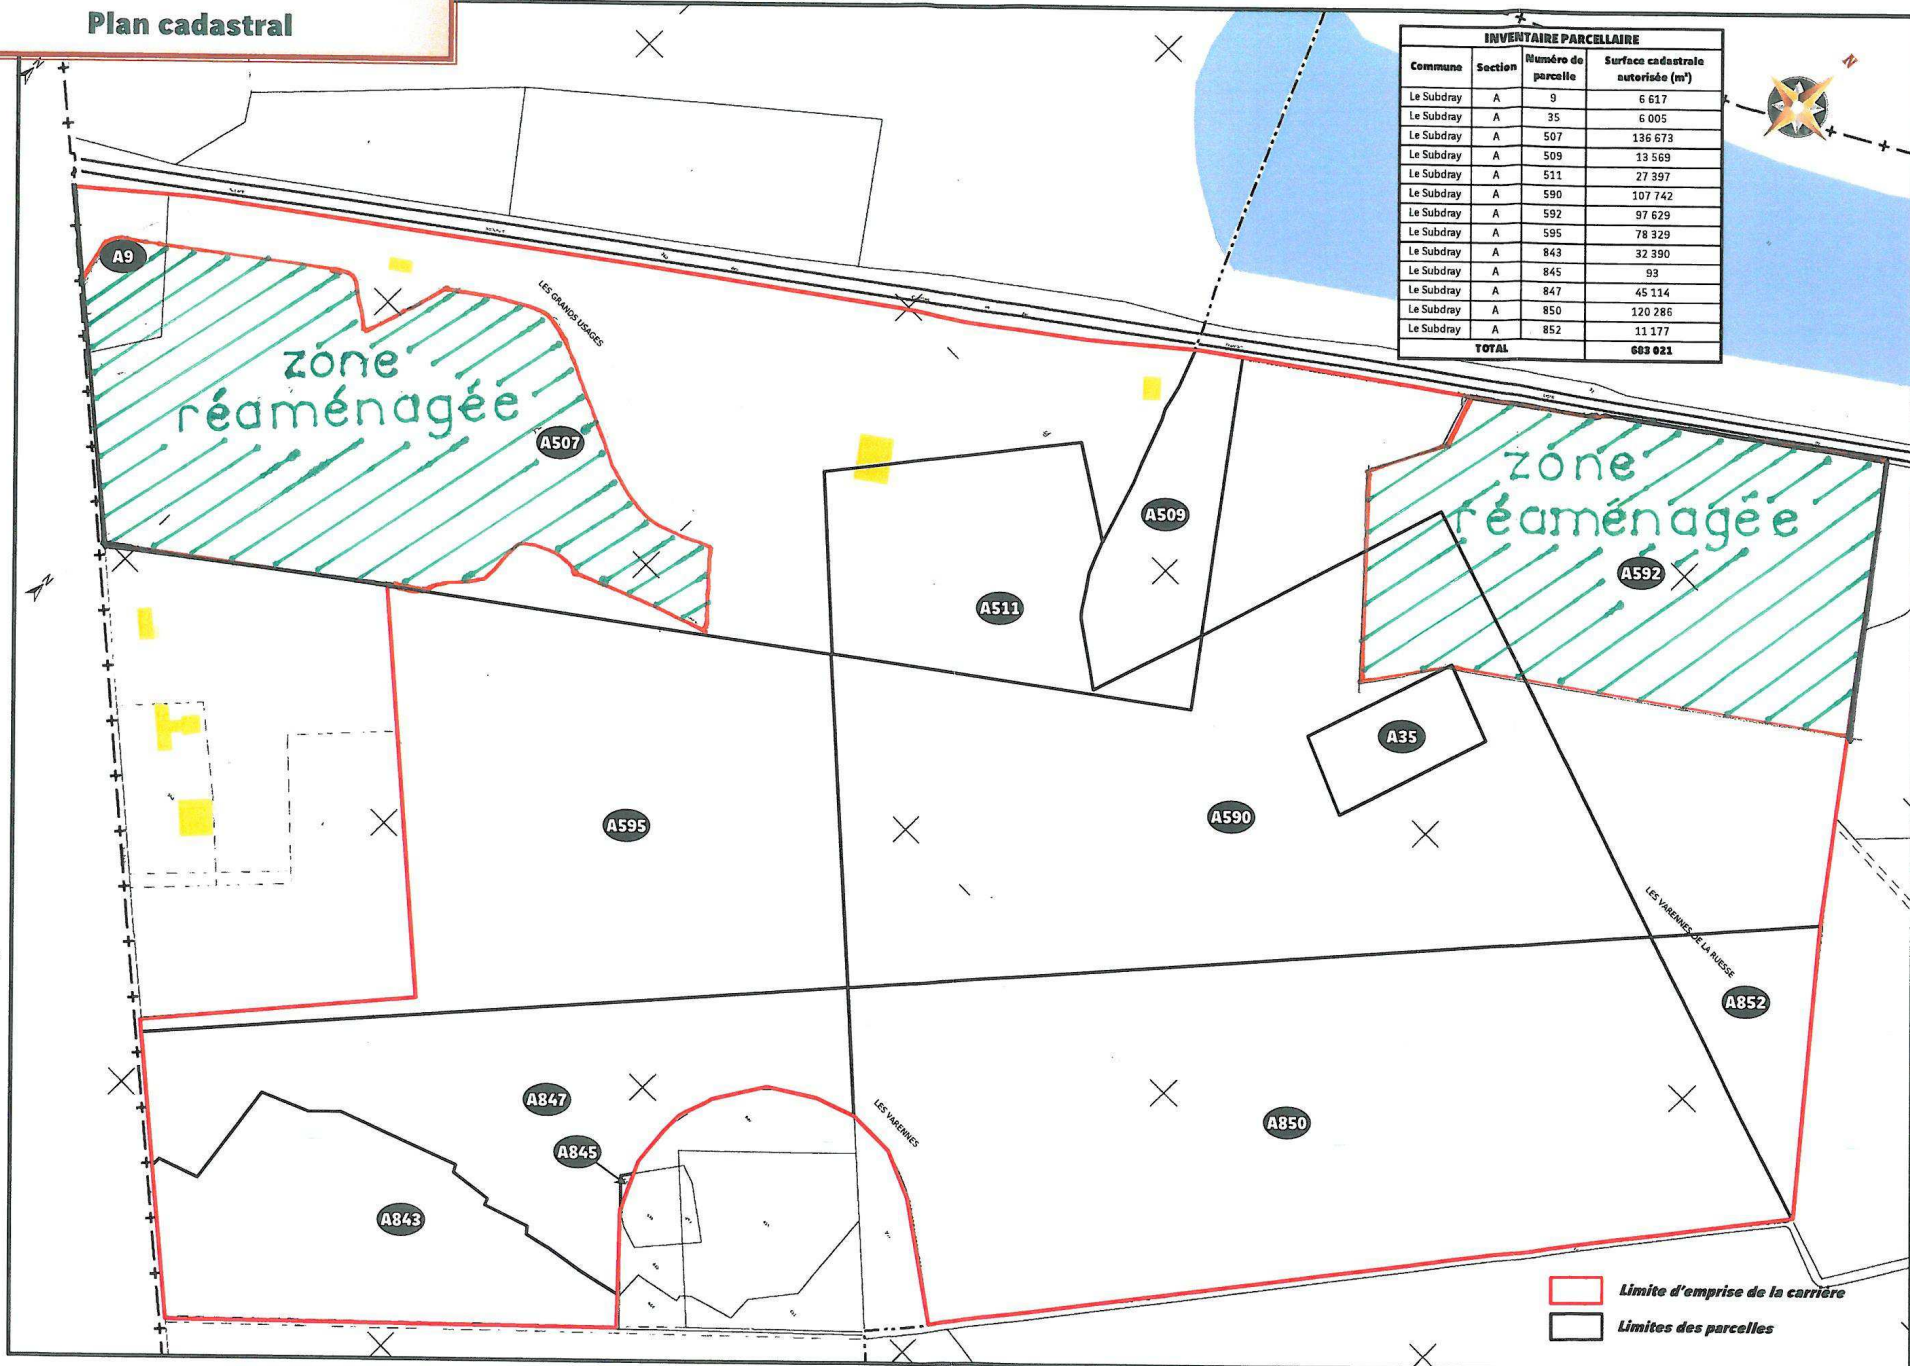 Plan cadastral
INVENTAIRE PARCELLAIRE
Commune Section Numéro de parcelle Surface cadastrale autorisée (m²)
Le Subdray A 9 6 617
Le Subdray A 35 6 005
Le Subdray A 507 136 673
Le Subdray A 509 13 569
Le Subdray A 511 27 397
Le Subdray A 590 107 742
Le Subdray A 592 97 629
Le Subdray A 595 78 329
Le Subdray A 843 32 390
Le Subdray A 845 93
Le Subdray A 847 45 114
Le Subdray A 850 120 286
Le Subdray A 852 11 177
TOTAL 683 021
N
N
N
A9
LES GRANDS USAGES
zone
réaménagée
A507
zone
réaménagée
A509
A592
A511
A35
A595
A590
LES VARENNES DE LA RUESSE
A852
A847
LES VARENNES
A850
A845
A843
Limite d'emprise de la carrière
Limites des parcelles